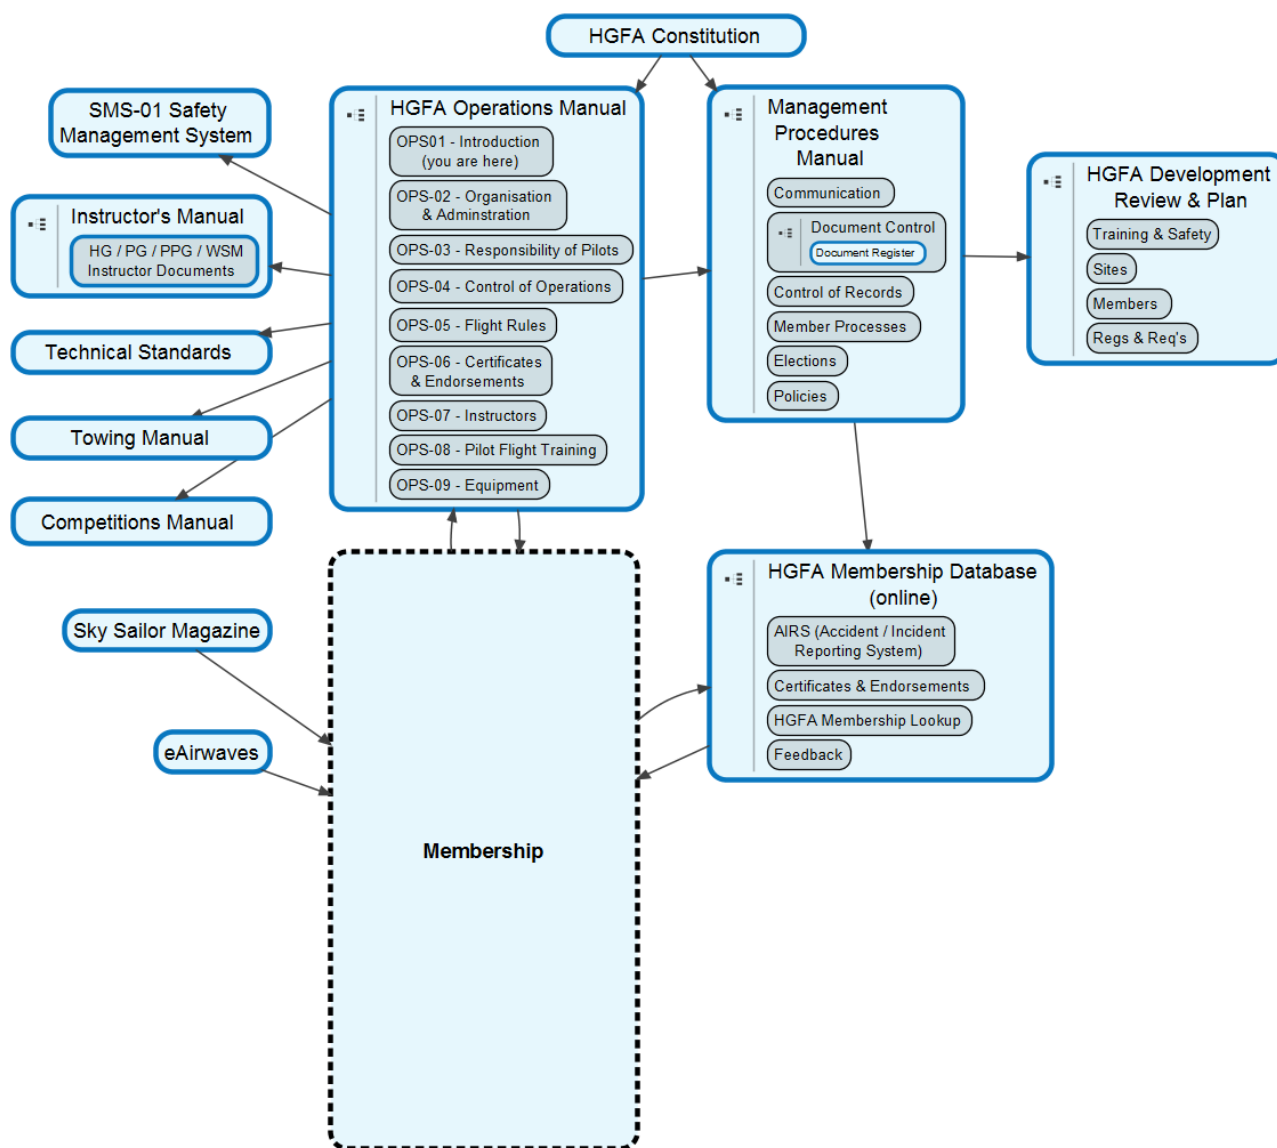 HGFA Constitution
SMS-01 Safety
Management System
Instructor's Manual
HG / PG / PPG / WSM
Instructor Documents
Technical Standards
Towing Manual
Competitions Manual
HGFA Operations Manual
OPS01 - Introduction
(you are here)
OPS-02 - Organisation
& Adminstration
OPS-03 - Responsibility of Pilots
OPS-04 - Control of Operations
OPS-05 - Flight Rules
OPS-06 - Certificates
& Endorsements
OPS-07 - Instructors
OPS-08 - Pilot Flight Training
OPS-09 - Equipment
Management
Procedures
Manual
Communication
Document Control
Document Register
Control of Records
Member Processes
Elections
Policies
HGFA Development
Review & Plan
Training & Safety
Sites
Members
Regs & Req's
Sky Sailor Magazine
eAirwaves
Membership
HGFA Membership Database
(online)
AIRS (Accident / Incident
Reporting System)
Certificates & Endorsements
HGFA Membership Lookup
Feedback